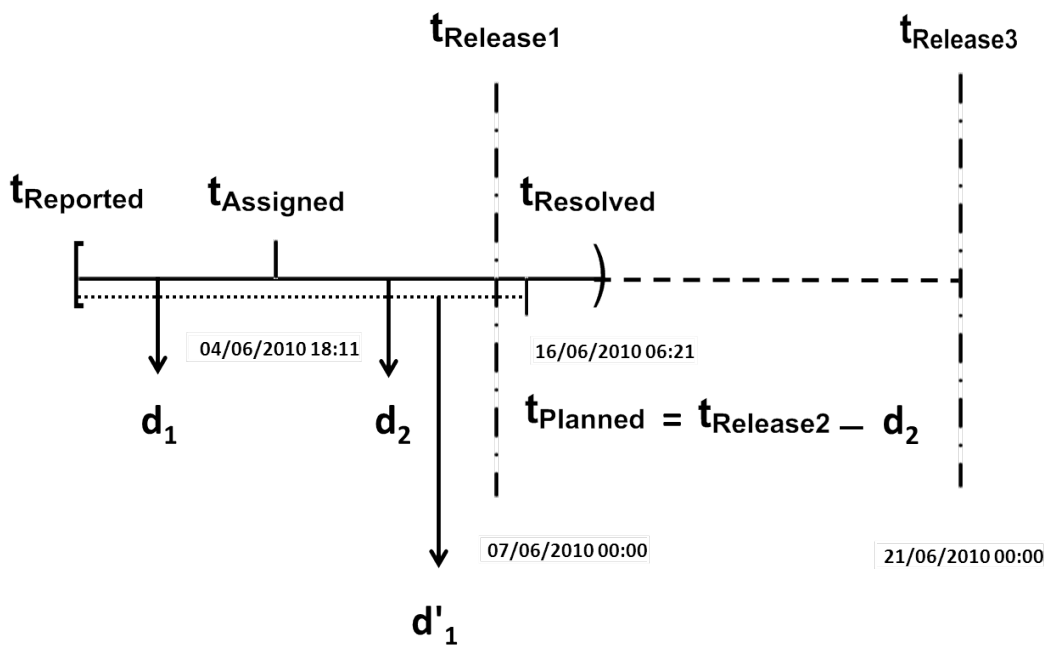 tRelease1
tRelease3
tReported
tAssigned
tResolved
04/06/2010 18:11
16/06/2010 06:21
d1
d2
tPlanned = tRelease2 – d2
07/06/2010 00:00
21/06/2010 00:00
d'1